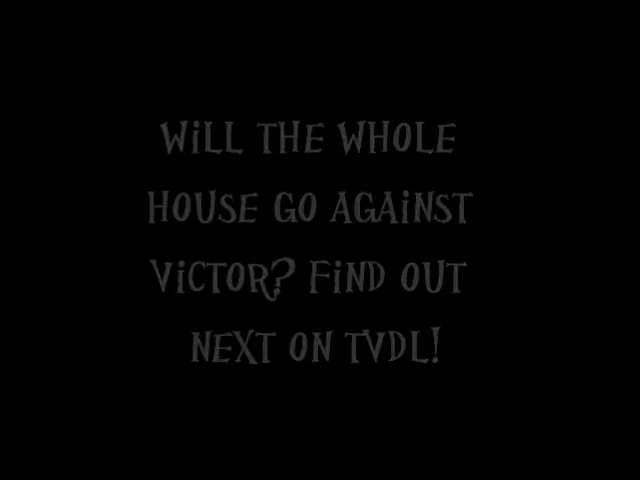 WiLL THE WHOLE
HOUSE GO AGAiNST
ViCTOR? FiND OUT
NEXT ON TVDL!